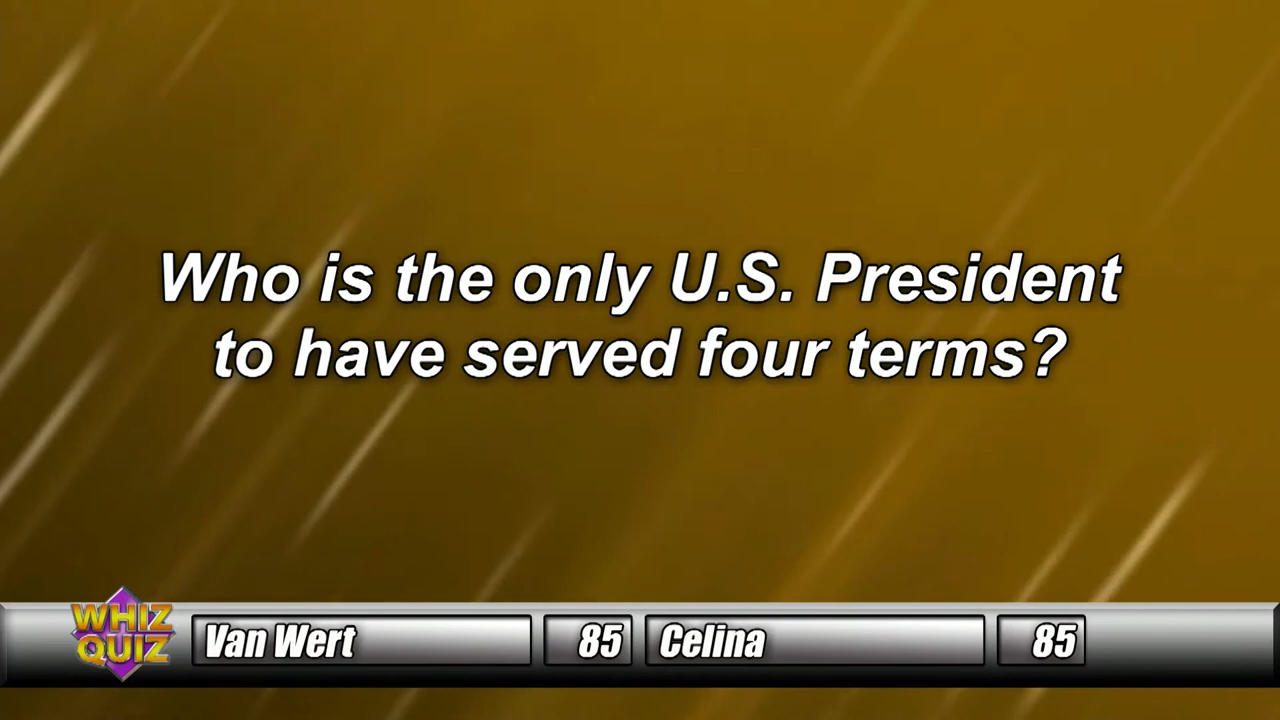 Who is the only U.S. President
to have served four terms?
WHIZ
QUIZ
Van Wert 85 Celina 85